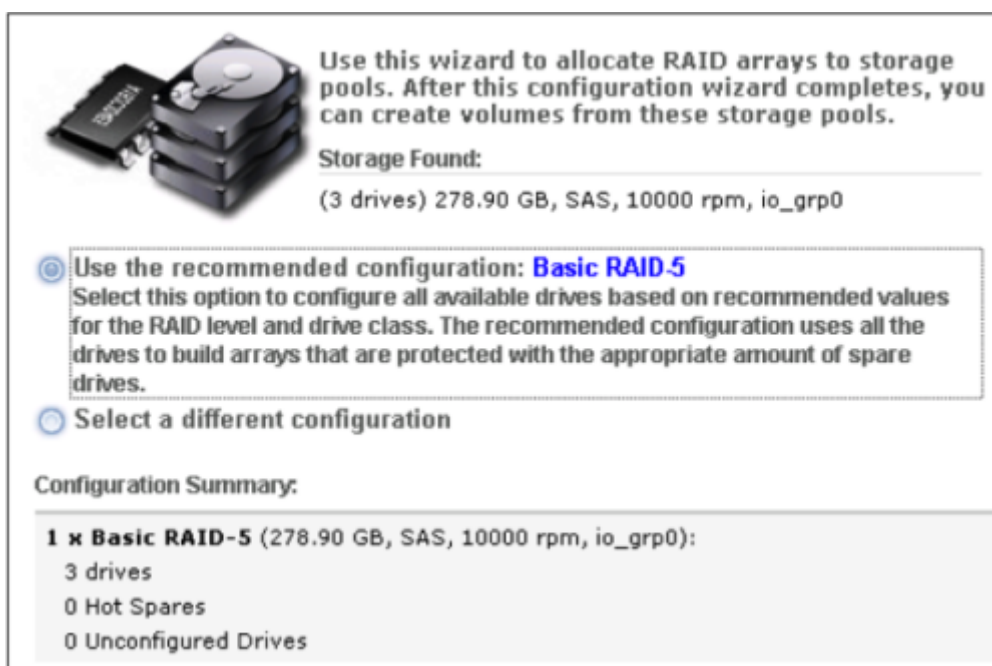 Use this wizard to allocate RAID arrays to storage
pools. After this configuration wizard completes, you
can create volumes from these storage pools.
Storage Found:
(3 drives) 278.90 GB, SAS, 10000 rpm, io_grp0
Use the recommended configuration: Basic RAID-5
Select this option to configure all available drives based on recommended values
for the RAID level and drive class. The recommended configuration uses all the
drives to build arrays that are protected with the appropriate amount of spare
drives.
Select a different configuration
Configuration Summary:
1 x Basic RAID-5 (278.90 GB, SAS, 10000 rpm, io_grp0):
3 drives
0 Hot Spares
0 Unconfigured Drives